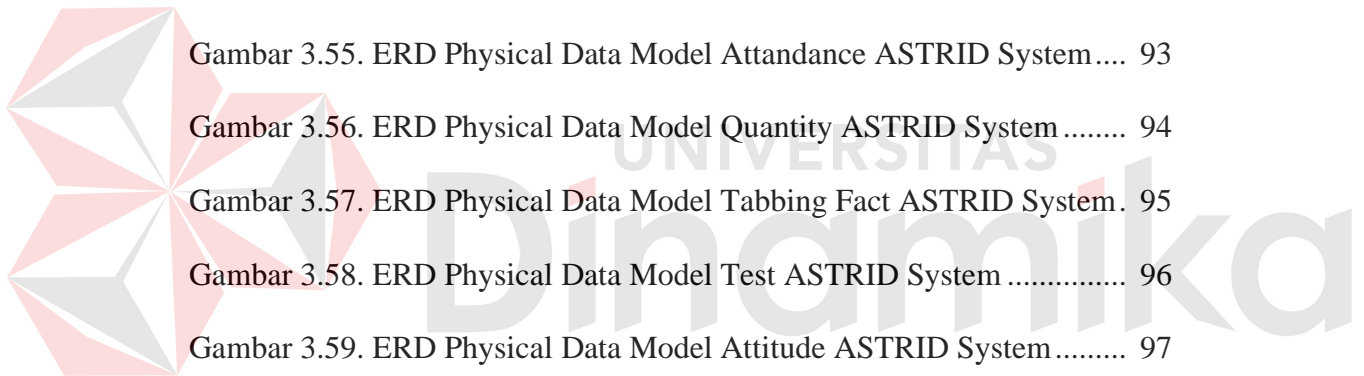 Gambar 3.55. ERD Physical Data Model Attandance ASTRID System.... 93
Gambar 3.56. ERD Physical Data Model Quantity ASTRID System ........ 94
UNIVERSITAS
Gambar 3.57. ERD Physical Data Model Tabbing Fact ASTRID System. 95
Dinamika
Gambar 3.58. ERD Physical Data Model Test ASTRID System ............... 96
Gambar 3.59. ERD Physical Data Model Attitude ASTRID System......... 97